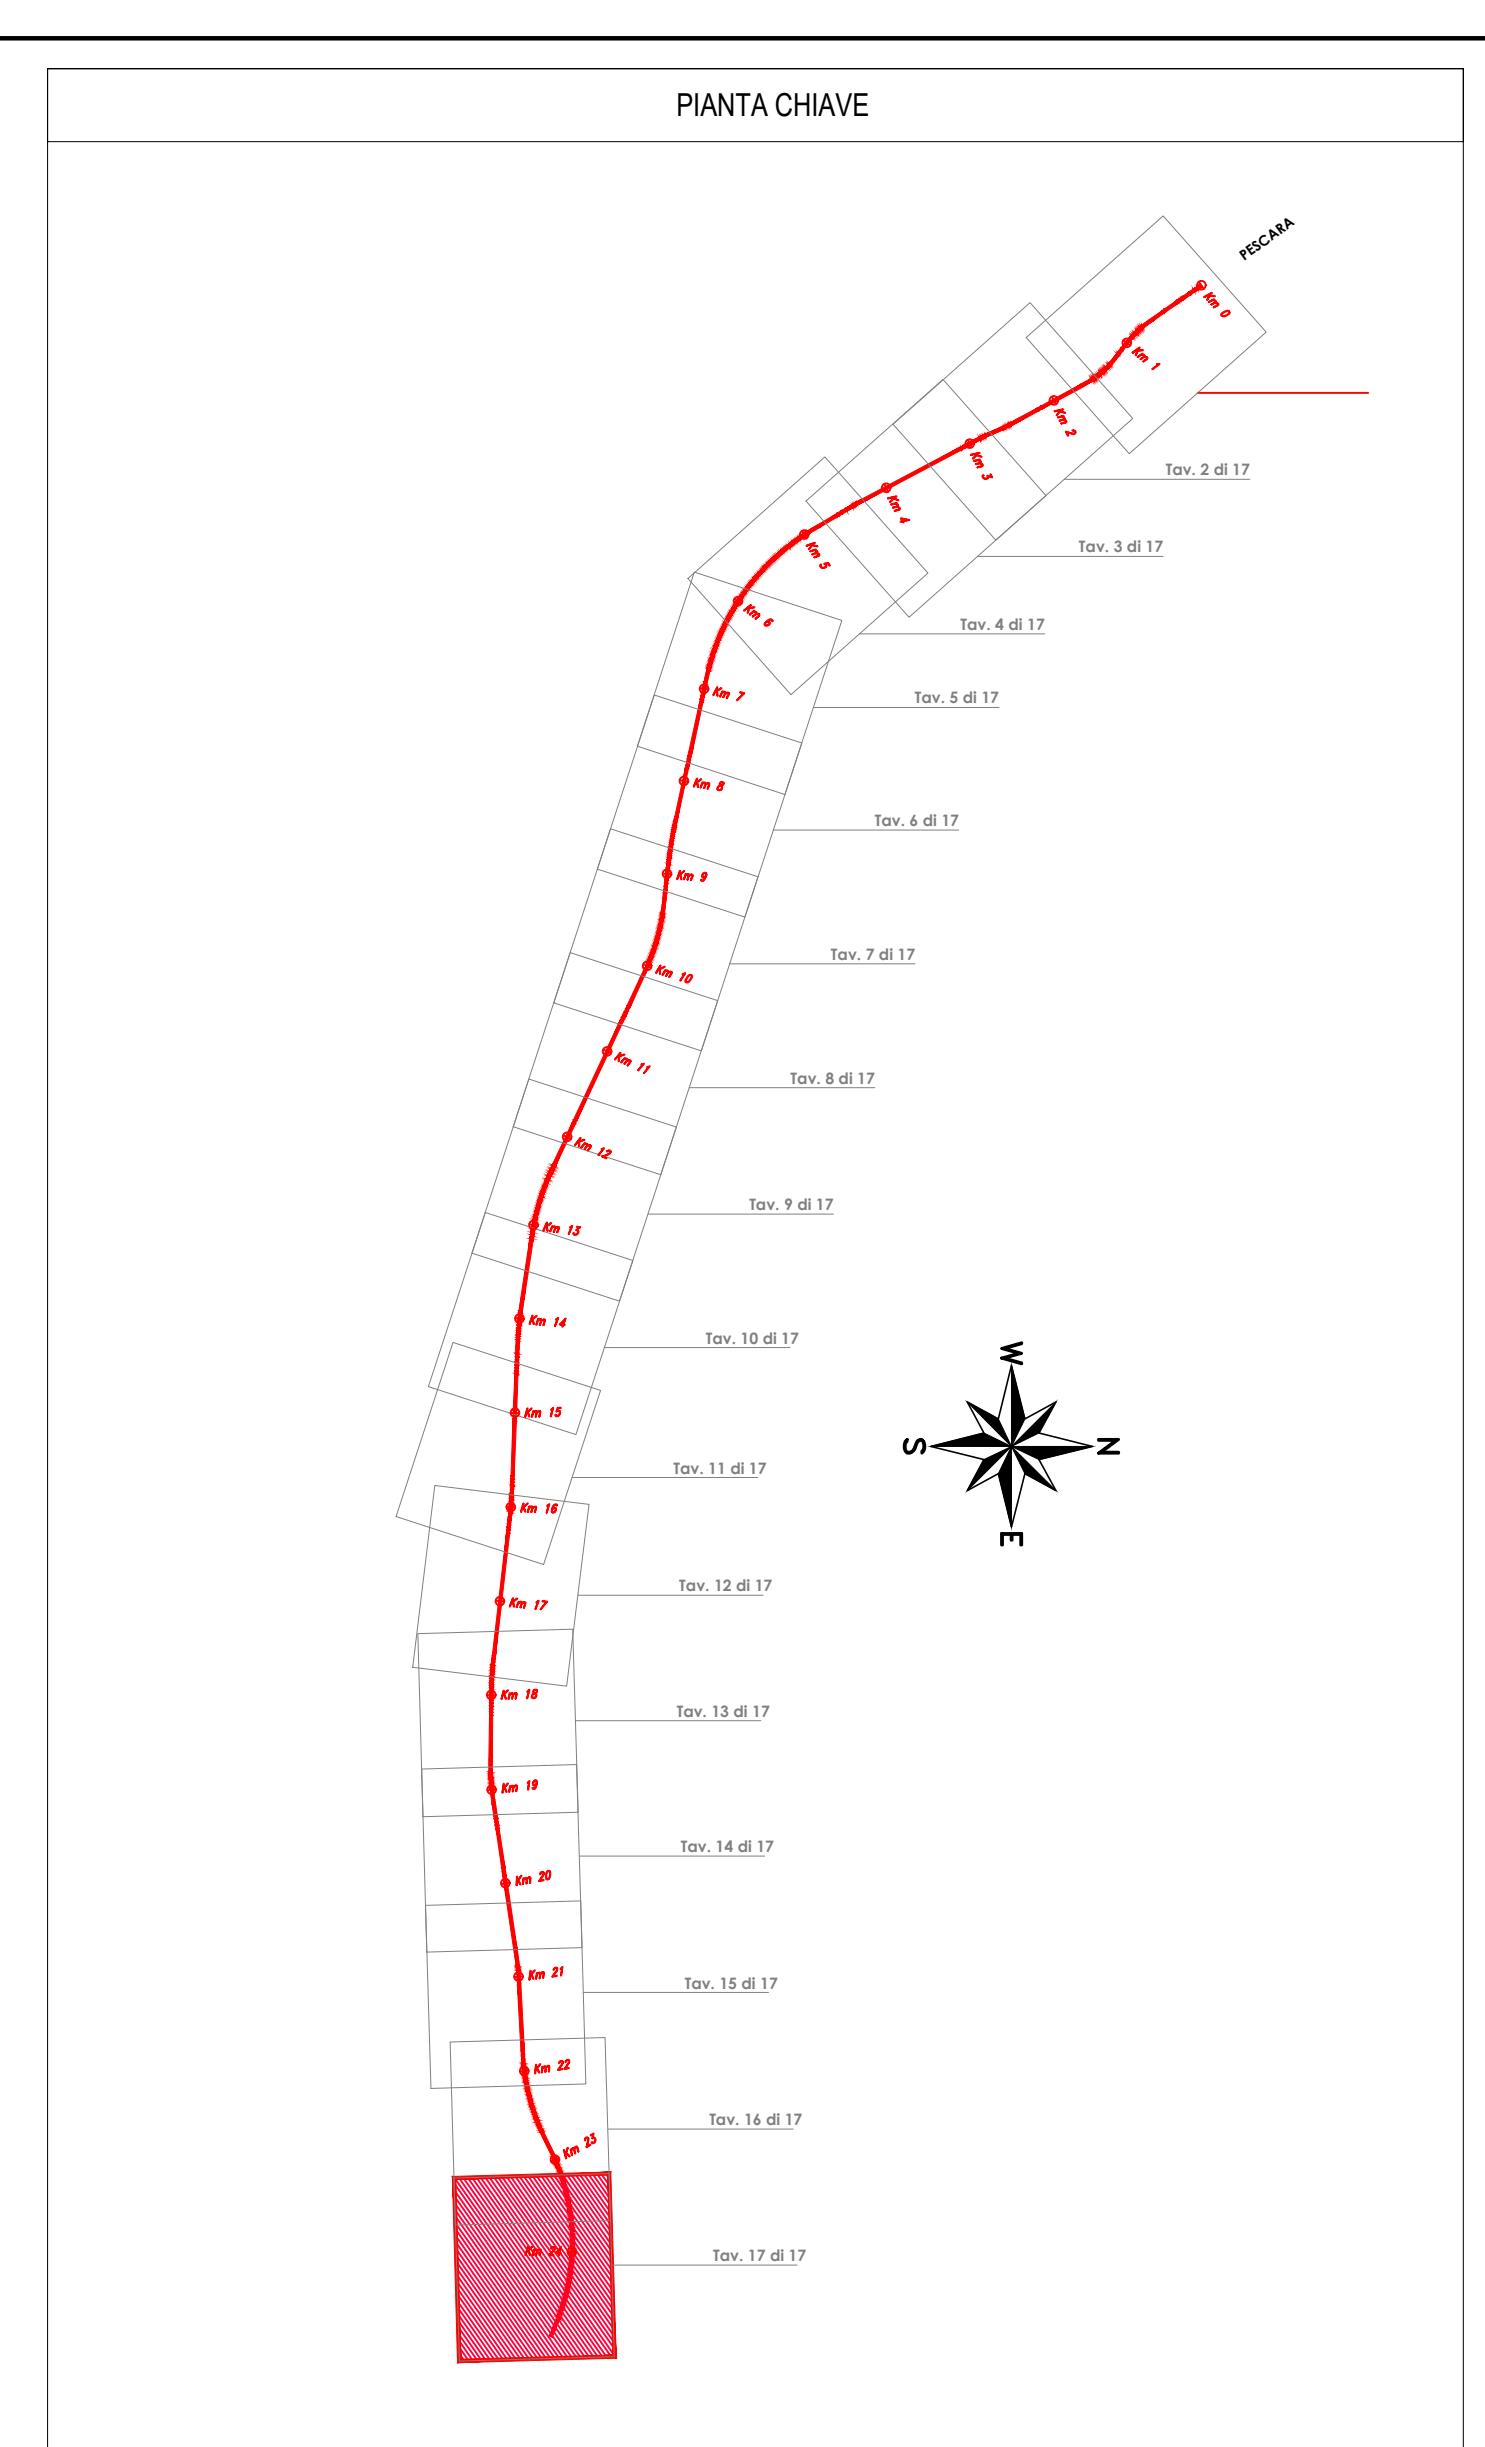 PIANTA CHIAVE
PESCARA
Km 0
Km 1
Km 2
Km 3
Tav. 2 di 17
Km 4
Km 5
Tav. 3 di 17
Km 6
Tav. 4 di 17
Km 7
Tav. 5 di 17
Km 8
Tav. 6 di 17
Km 9
Tav. 7 di 17
Km 10
Km 11
Tav. 8 di 17
Km 12
Tav. 9 di 17
Km 13
Km 14
Tav. 10 di 17
W
Km 15
S
N
Tav. 11 di 17
Km 16
E
Tav. 12 di 17
Km 17
Km 18
Tav. 13 di 17
Km 19
Tav. 14 di 17
Km 20
Km 21
Tav. 15 di 17
Km 22
Tav. 16 di 17
Km 23
Km 24
Tav. 17 di 17